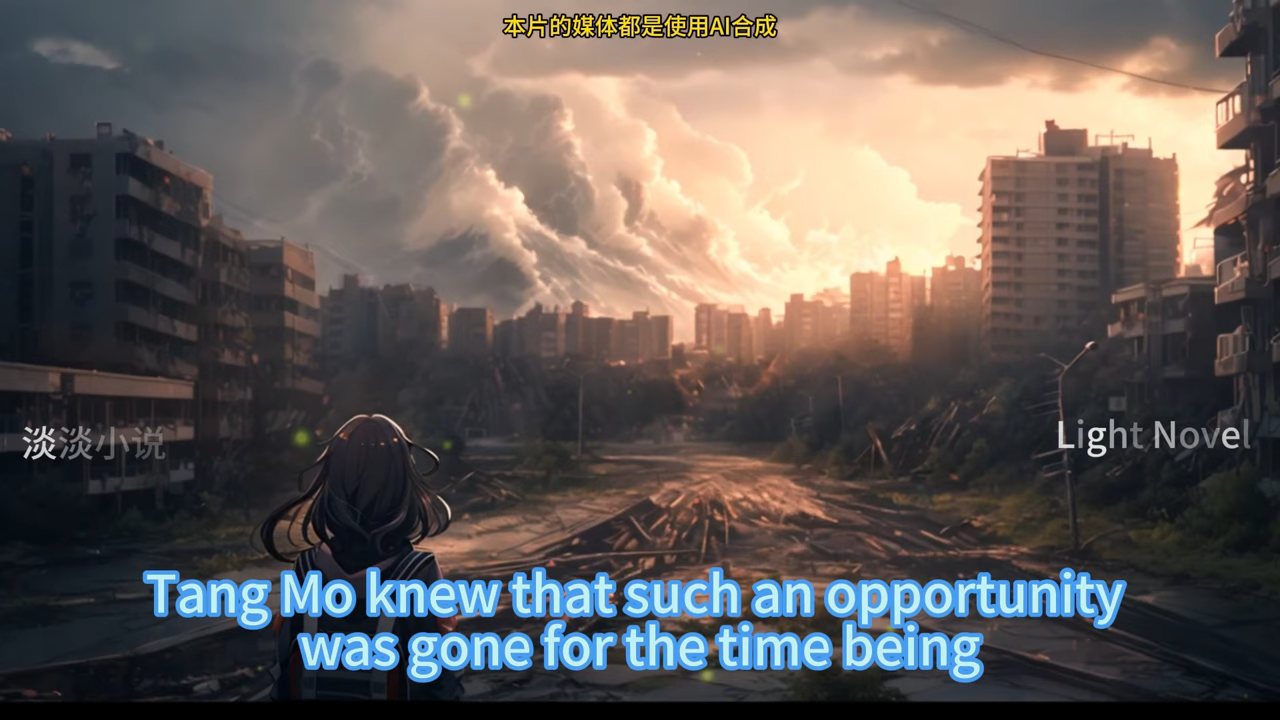 本片的媒体都是使用AI合成
淡淡小说
Light Novel
Tang Mo knew that such an opportunity
was gone for the time being